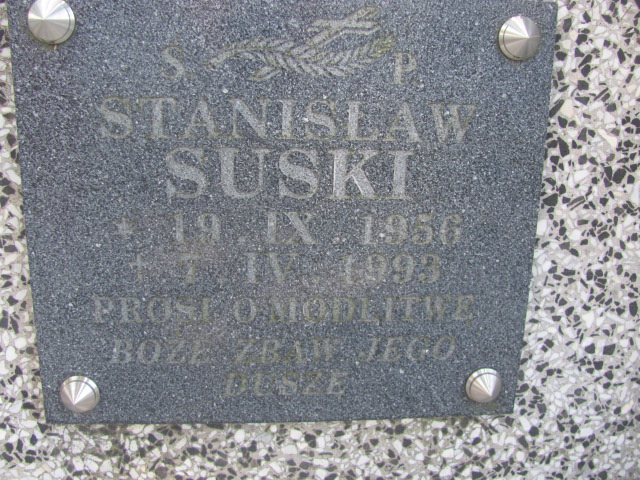 S. P
STANISŁAW
SUSKI
* 19. IX. 1956
+ 7. IV. 1993
PROSI O MODLITWĘ
BOŻE ZBAW JEGO
DUSZĘ